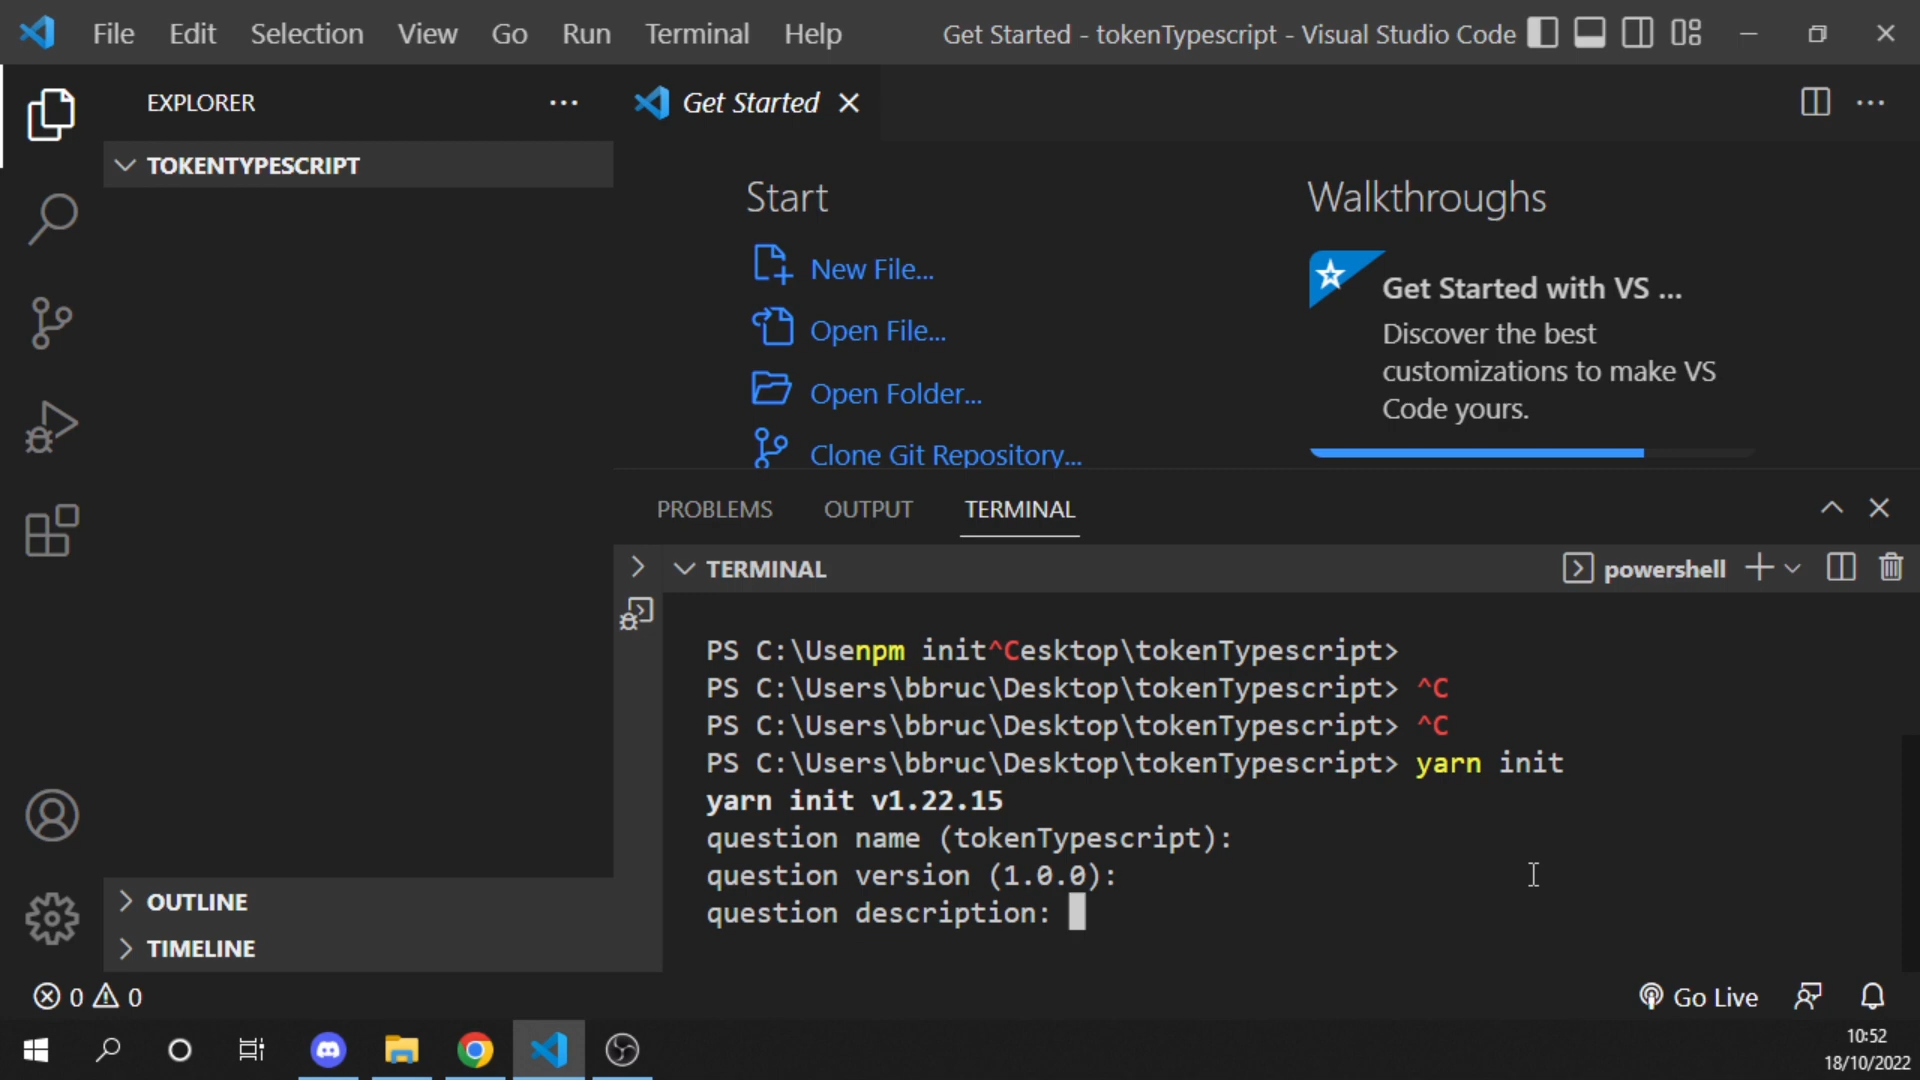 File Edit Selection View Go Run Terminal Help Get Started - tokenTypescript - Visual Studio Code
EXPLORER
Get Started
TOKENTYPESCRIPT
Start
New File...
Open File...
Open Folder...
Clone Git Repository...
Walkthroughs
Get Started with VS ...
Discover the best
customizations to make VS
Code yours.
PROBLEMS OUTPUT TERMINAL
TERMINAL
powershell
PS C:\Usenpm init^Cesktop\tokenTypescript>
PS C:\Users\bbruc\Desktop\tokenTypescript> ^C
PS C:\Users\bbruc\Desktop\tokenTypescript> ^C
PS C:\Users\bbruc\Desktop\tokenTypescript> yarn init
yarn init v1.22.15
question name (tokenTypescript):
question version (1.0.0):
question description:
OUTLINE
TIMELINE
0 0
Go Live
10:52
18/10/2022